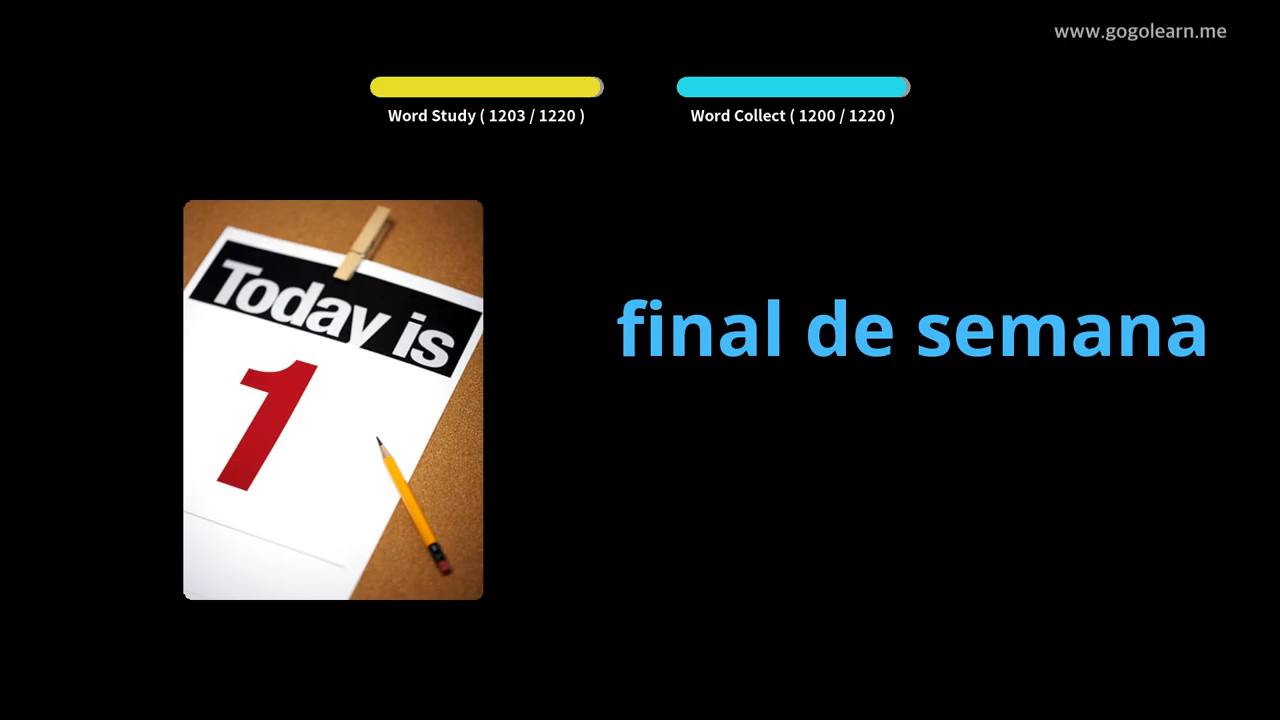 www.gogolearn.me
Word Study ( 1203 / 1220 )
Word Collect ( 1200 / 1220 )
Today is
1
final de semana